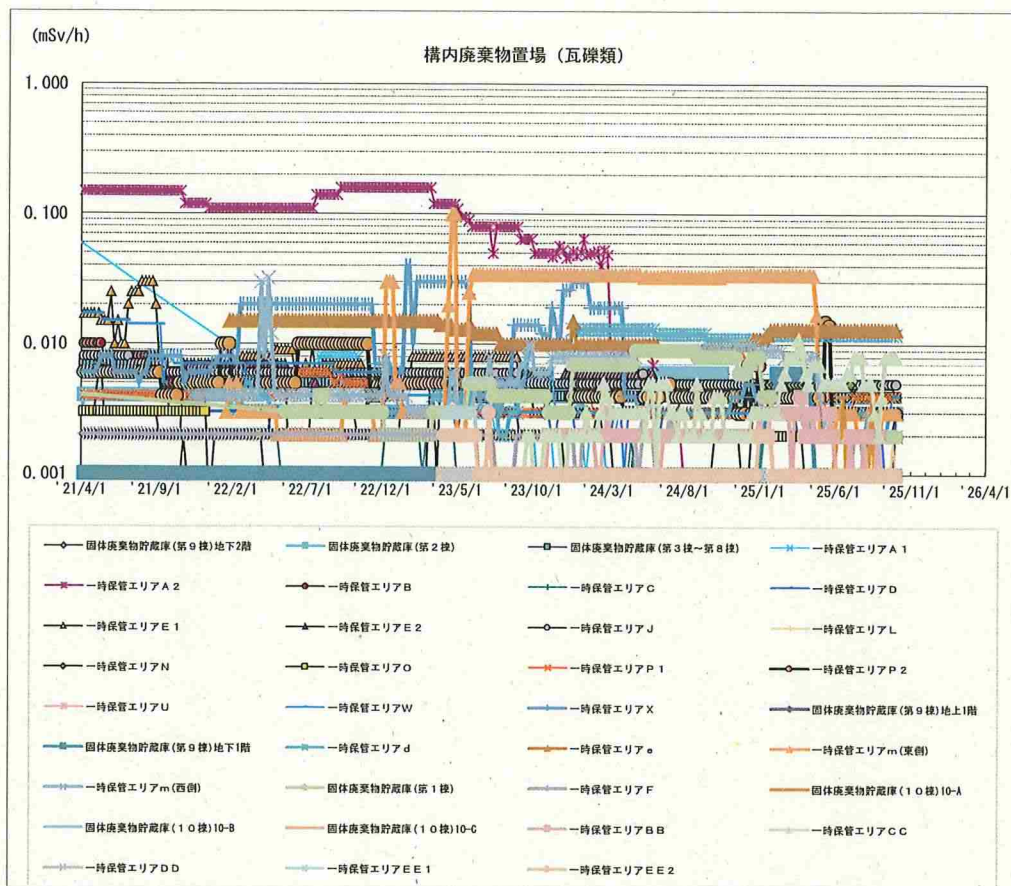 (mSv/h)
構内廃棄物置場（瓦礫類）
1.000
0.100
0.010
0.001
21/4/1 21/9/1 22/2/1 22/7/1 22/12/1 23/5/1 23/10/1 24/3/1 24/8/1 25/1/1 25/6/1 25/11/1 26/4/1
固体廃棄物貯蔵庫(第9棟)地下2階 固体廃棄物貯蔵庫(第2棟) 固体廃棄物貯蔵庫(第3棟～第8棟) 一時保管エリアA1
一時保管エリアA2 一時保管エリアB 一時保管エリアC 一時保管エリアD
一時保管エリアE1 一時保管エリアE2 一時保管エリアJ 一時保管エリアL
一時保管エリアN 一時保管エリアO 一時保管エリアP1 一時保管エリアP2
一時保管エリアU 一時保管エリアW 一時保管エリアX 固体廃棄物貯蔵庫(第9棟)地上1階
固体廃棄物貯蔵庫(第9棟)地下1階 一時保管エリアd 一時保管エリアe 一時保管エリアm(東側)
一時保管エリアm(西側) 固体廃棄物貯蔵庫(第1棟) 一時保管エリアF 固体廃棄物貯蔵庫(10棟)10-A
固体廃棄物貯蔵庫(10棟)10-B 固体廃棄物貯蔵庫(10棟)10-C 一時保管エリアBB 一時保管エリアCC
一時保管エリアDD 一時保管エリアEE1 一時保管エリアEE2